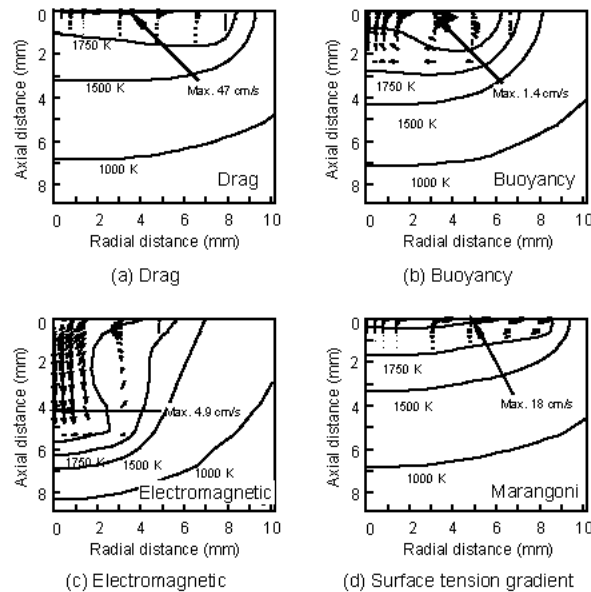 0
2
4
6
8
Axial distance (mm)
1750 K
1500 K
1000 K
Max. 47 cm/s
Drag
0 2 4 6 8 10
Radial distance (mm)
(a) Drag
0
2
4
6
8
Axial distance (mm)
1750 K
1500 K
1000 K
Max. 1.4 cm/s
Buoyancy
0 2 4 6 8 10
Radial distance (mm)
(b) Buoyancy
0
2
4
6
8
Axial distance (mm)
Max. 4.9 cm/s
1750 K
1500 K
1000 K
Electromagnetic
0 2 4 6 8 10
Radial distance (mm)
(c) Electromagnetic
0
2
4
6
8
Axial distance (mm)
1750 K
1500 K
1000 K
Max. 18 cm/s
Marangoni
0 2 4 6 8 10
Radial distance (mm)
(d) Surface tension gradient